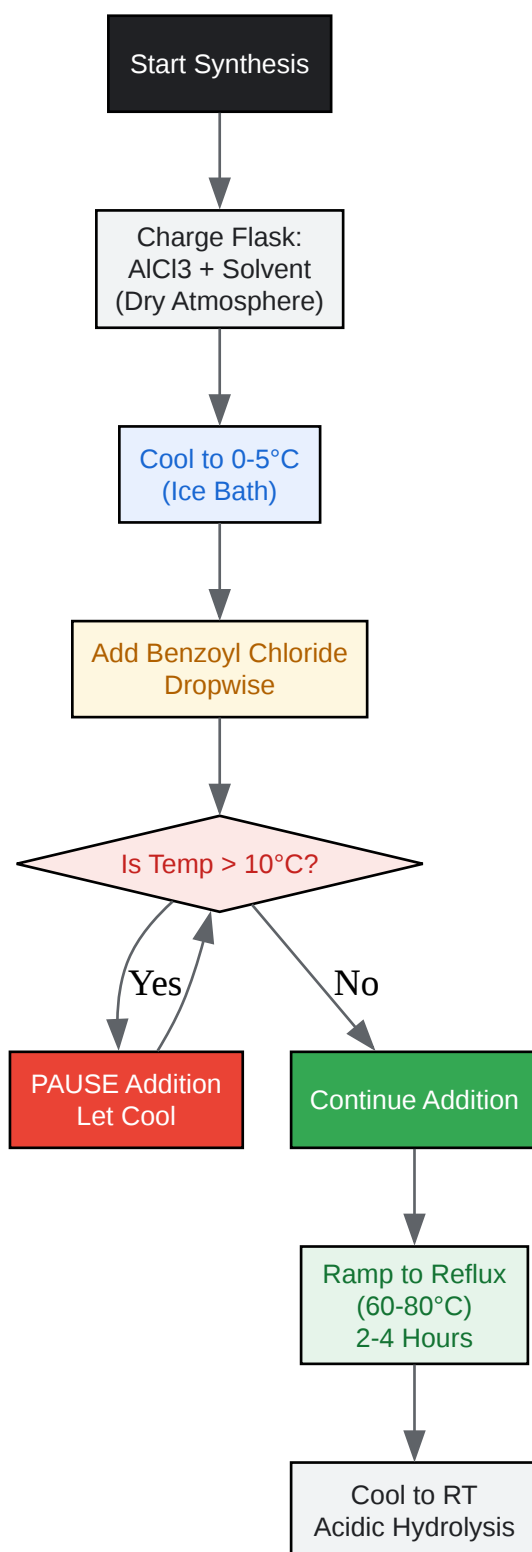 Start Synthesis
Charge Flask:
AlCl3 + Solvent
(Dry Atmosphere)
Cool to 0-5°C
(Ice Bath)
Add Benzoyl Chloride
Dropwise
Is Temp > 10°C?
Yes
No
PAUSE Addition
Let Cool
Continue Addition
Ramp to Reflux
(60-80°C)
2-4 Hours
Cool to RT
Acidic Hydrolysis